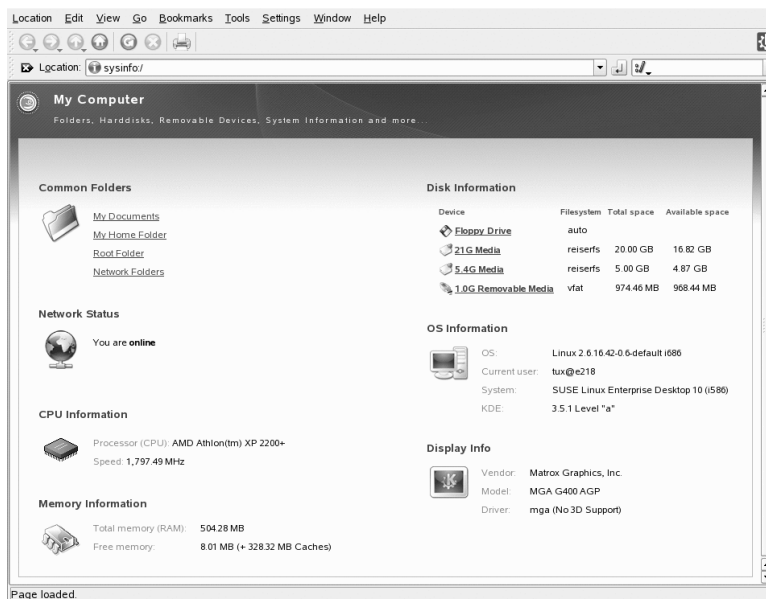 Location Edit View Go Bookmarks Tools Settings Window Help
Location: sysinfo:/
My Computer
Folders, Harddisks, Removable Devices, System Information and more...
Common Folders
My Documents
My Home Folder
Root Folder
Network Folders
Network Status
You are online
CPU Information
Processor (CPU): AMD Athlon(tm) XP 2200+
Speed: 1,797.49 MHz
Memory Information
Total memory (RAM): 504.28 MB
Free memory: 8.01 MB (+ 328.32 MB Caches)
Disk Information
Device Filesystem Total space Available space
Floppy Drive auto
21G Media reiserfs 20.00 GB 16.82 GB
5.4G Media reiserfs 5.00 GB 4.87 GB
1.0G Removable Media vfat 974.46 MB 968.44 MB
OS Information
OS: Linux 2.6.16.42-0.6-default i686
Current user: tux@e218
System: SUSE Linux Enterprise Desktop 10 (i586)
KDE: 3.5.1 Level "a"
Display Info
Vendor: Matrox Graphics, Inc.
Model: MGA G400 AGP
Driver: mga (No 3D Support)
Page loaded.